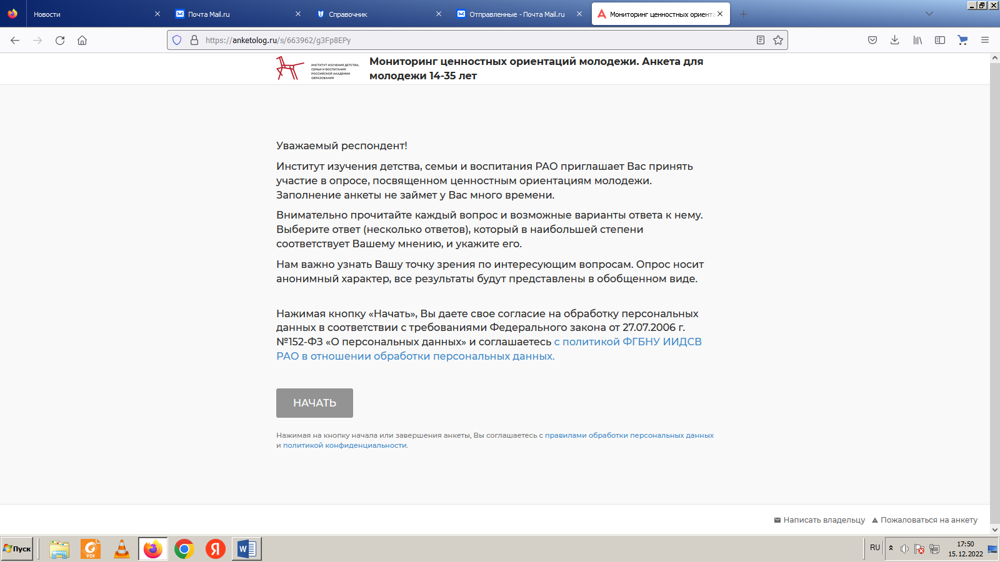 Новости
Почта Mail.ru
Справочник
Отправленные - Почта Mail.ru
Мониторинг ценностных ориента
https://anketolog.ru/s/663962/g3Fp8EPy
ИНСТИТУТ ИЗУЧЕНИЯ ДЕТСТВА,
СЕМЬИ И ВОСПИТАНИЯ
РОССИЙСКОЙ АКАДЕМИИ
ОБРАЗОВАНИЯ
Мониторинг ценностных ориентаций молодежи. Анкета для
молодежи 14-35 лет
Уважаемый респондент!
Институт изучения детства, семьи и воспитания РАО приглашает Вас принять
участие в опросе, посвященном ценностным ориентациям молодежи.
Заполнение анкеты не займет у Вас много времени.
Внимательно прочитайте каждый вопрос и возможные варианты ответа к нему.
Выберите ответ (несколько ответов), который в наибольшей степени
соответствует Вашему мнению, и укажите его.
Нам важно узнать Вашу точку зрения по интересующим вопросам. Опрос носит
анонимный характер, все результаты будут представлены в обобщенном виде.
Нажимая кнопку «Начать», Вы даете свое согласие на обработку персональных
данных в соответствии с требованиями Федерального закона от 27.07.2006 г.
№152-ФЗ «О персональных данных» и соглашаетесь с политикой ФГБНУ ИИДСВ
РАО в отношении обработки персональных данных.
НАЧАТЬ
Нажимая на кнопку начала или завершения анкеты, Вы соглашаетесь с правилами обработки персональных данных
и политикой конфиденциальности.
Написать владельцу
Пожаловаться на анкету
Пуск
PDF
Я
W
RU
17:50
15.12.2022